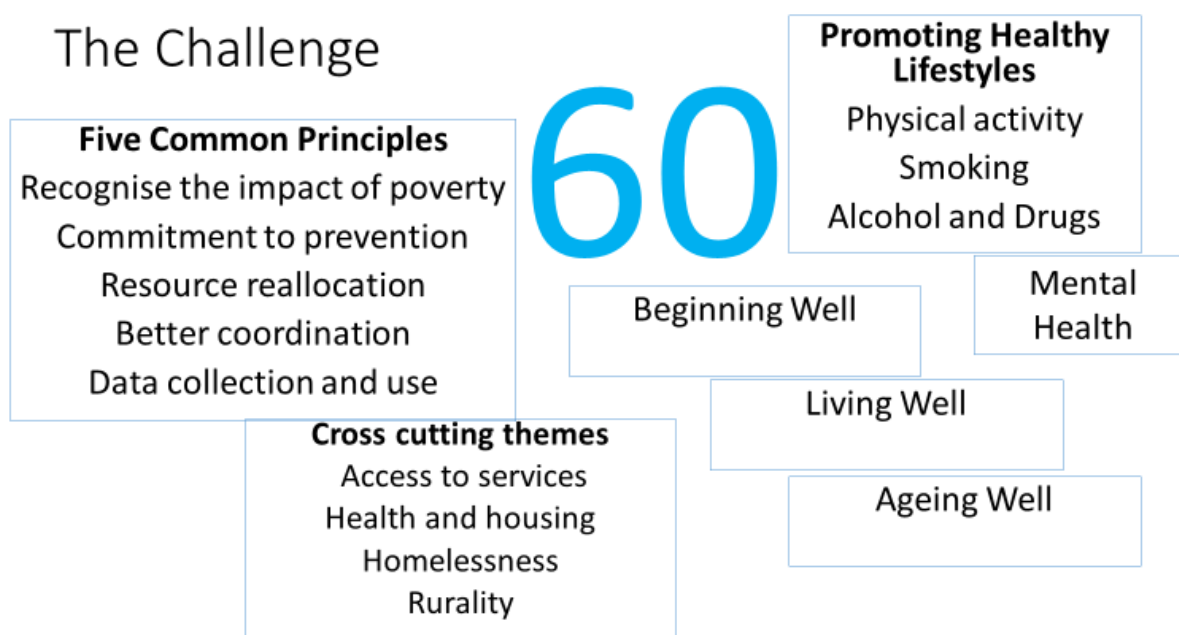 The Challenge
Five Common Principles
Recognise the impact of poverty
Commitment to prevention
Resource reallocation
Better coordination
Data collection and use
60
Promoting Healthy
Lifestyles
Physical activity
Smoking
Alcohol and Drugs
Mental
Health
Beginning Well
Living Well
Ageing Well
Cross cutting themes
Access to services
Health and housing
Homelessness
Rurality